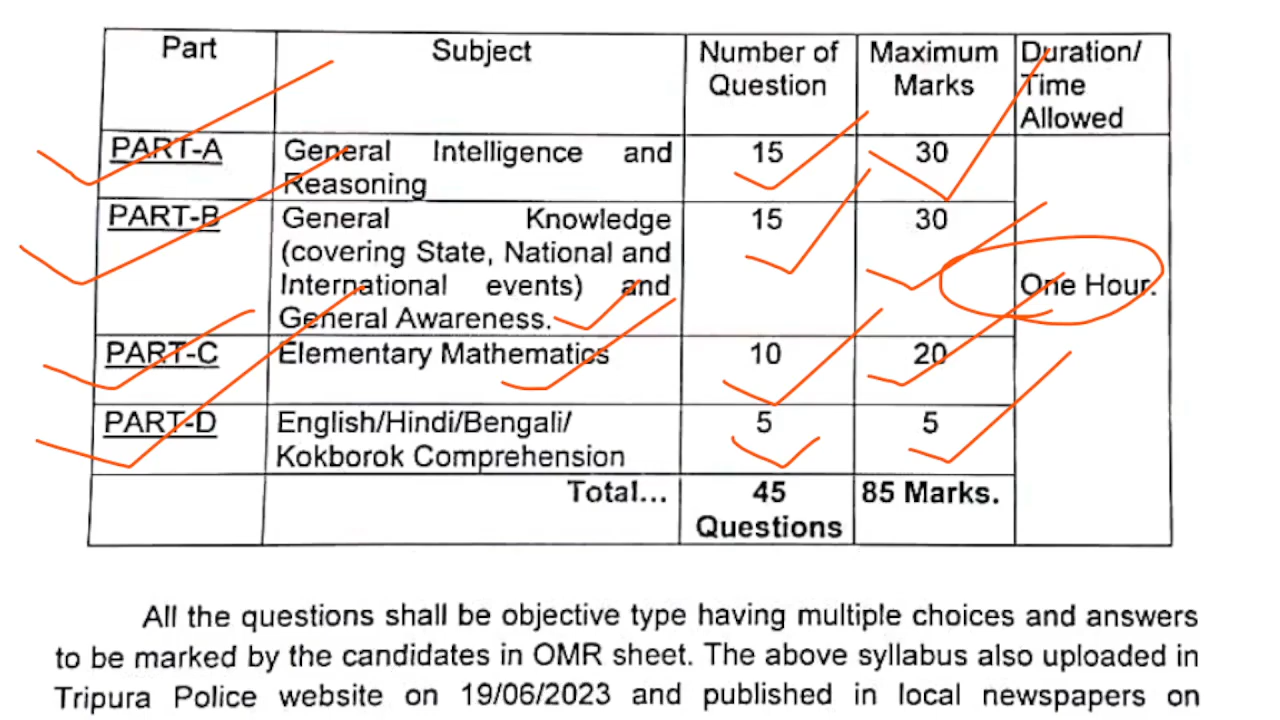 Part Subject Number of Question Maximum Marks Duration/ Time Allowed
PART-A General Intelligence and Reasoning 15 30
PART-B General Knowledge (covering State, National and International events) and General Awareness. 15 30 One Hour.
PART-C Elementary Mathematics 10 20
PART-D English/Hindi/Bengali/ Kokborok Comprehension 5 5
Total... 45 Questions 85 Marks.
All the questions shall be objective type having multiple choices and answers
to be marked by the candidates in OMR sheet. The above syllabus also uploaded in
Tripura Police website on 19/06/2023 and published in local newspapers on